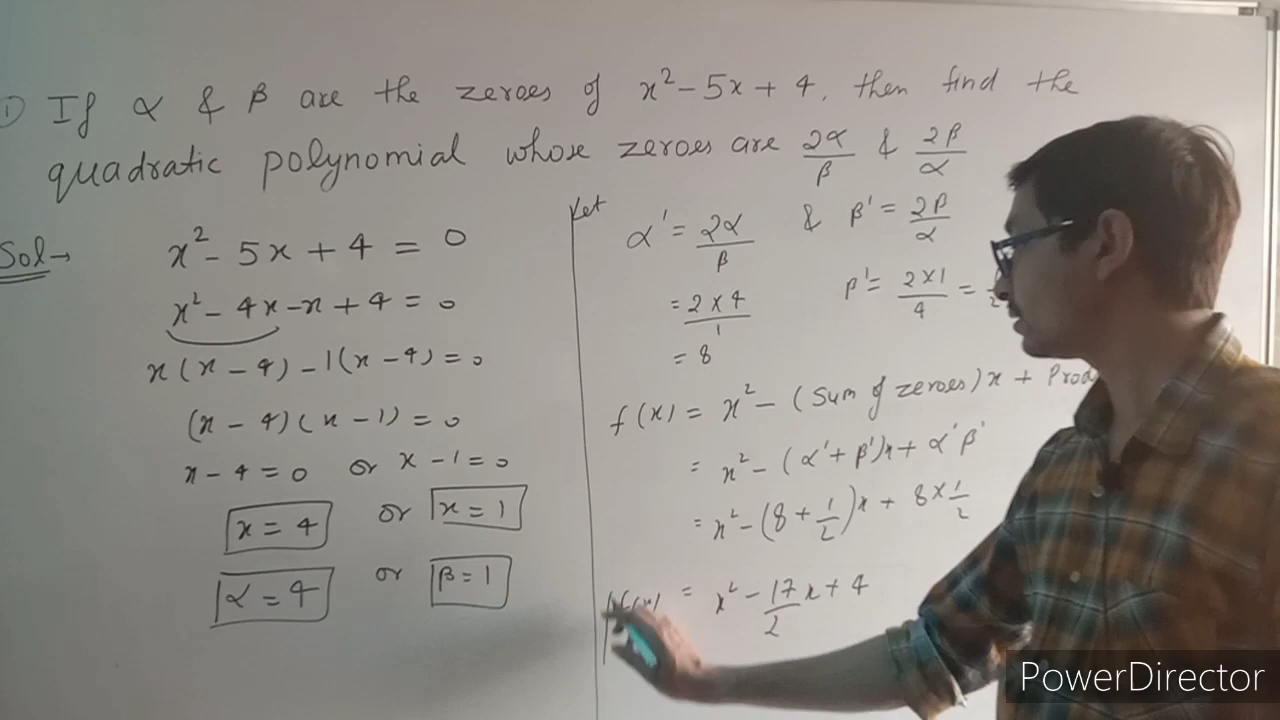 ① If α & β are the zeroes of x² - 5x + 4, then find the
quadratic polynomial whose zeroes are 2α/β & 2β/α
Sol→
x² - 5x + 4 = 0
x² - 4x - x + 4 = 0
x(x - 4) - 1(x - 4) = 0
(x - 4)(x - 1) = 0
x - 4 = 0 or x - 1 = 0
x = 4 or x = 1
α = 4 or β = 1
Let
α' = 2α/β & β' = 2β/α
= 2×4/1
β' = 2×1/4 =
= 8
f(x) = x² - (Sum of zeroes)x +
= x² - (α' + β')x + α'β'
= x² - (8 + 1/2)x + 8 × 1/2
f(x) = x² - 17/2 x + 4
PowerDirector